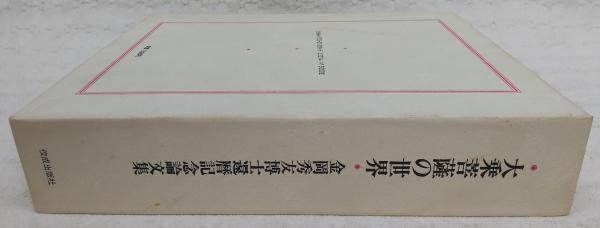 大乗菩薩の世界
金岡秀友博士還暦記念論文集
佼成出版社